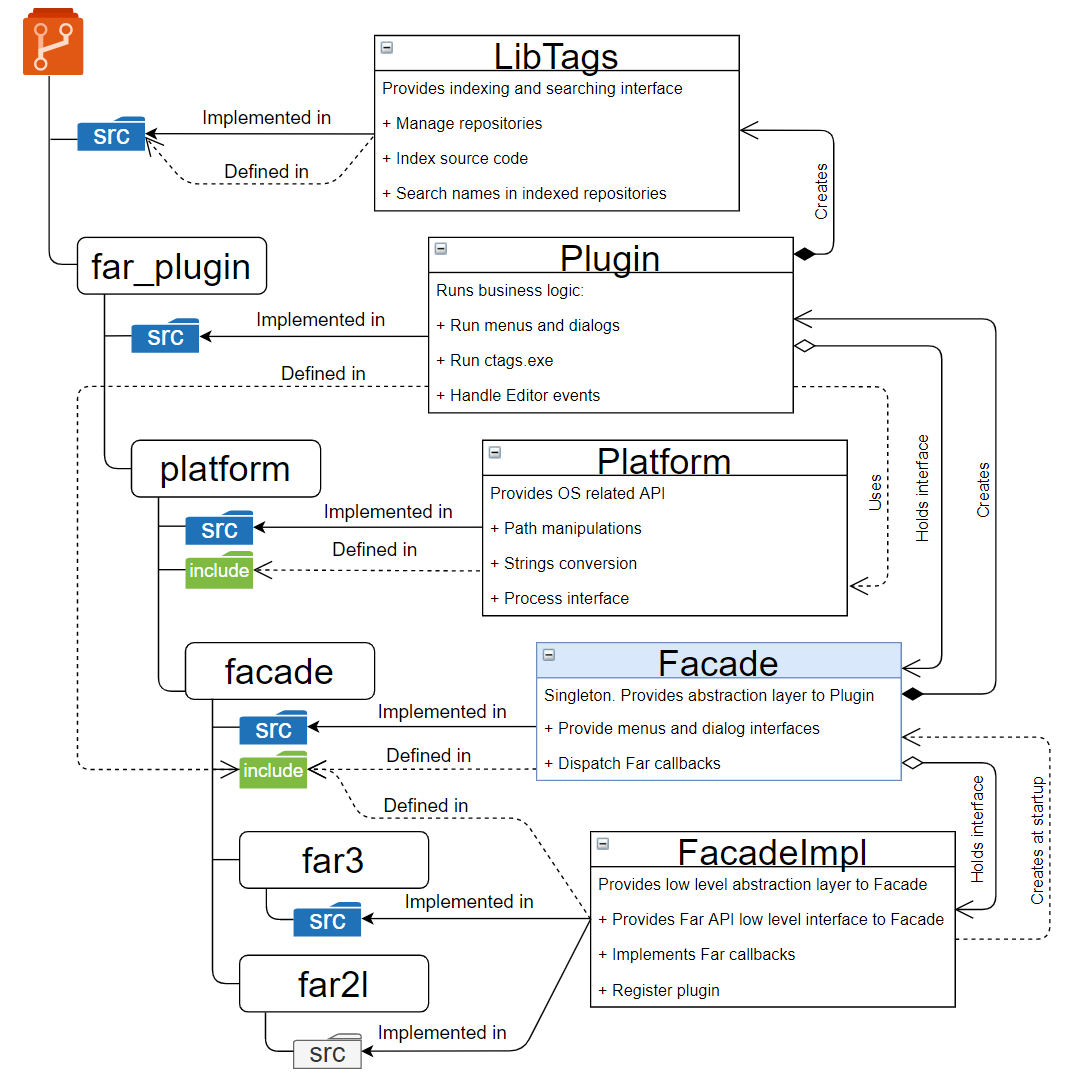 LibTags
Provides indexing and searching interface
+ Manage repositories
+ Index source code
+ Search names in indexed repositories
Implemented in
src
Defined in
Creates
far_plugin
Plugin
Runs business logic:
+ Run menus and dialogs
+ Run ctags.exe
+ Handle Editor events
Implemented in
src
Defined in
platform
Platform
Provides OS related API
+ Path manipulations
+ Strings conversion
+ Process interface
Uses
Holds interface
Creates
Implemented in
src
Defined in
include
facade
Facade
Singleton. Provides abstraction layer to Plugin
+ Provide menus and dialog interfaces
+ Dispatch Far callbacks
Implemented in
src
Defined in
include
Defined in
Holds interface
Creates at startup
far3
FacadeImpl
Provides low level abstraction layer to Facade
+ Provides Far API low level interface to Facade
+ Implements Far callbacks
+ Register plugin
Implemented in
src
far2l
Implemented in
src